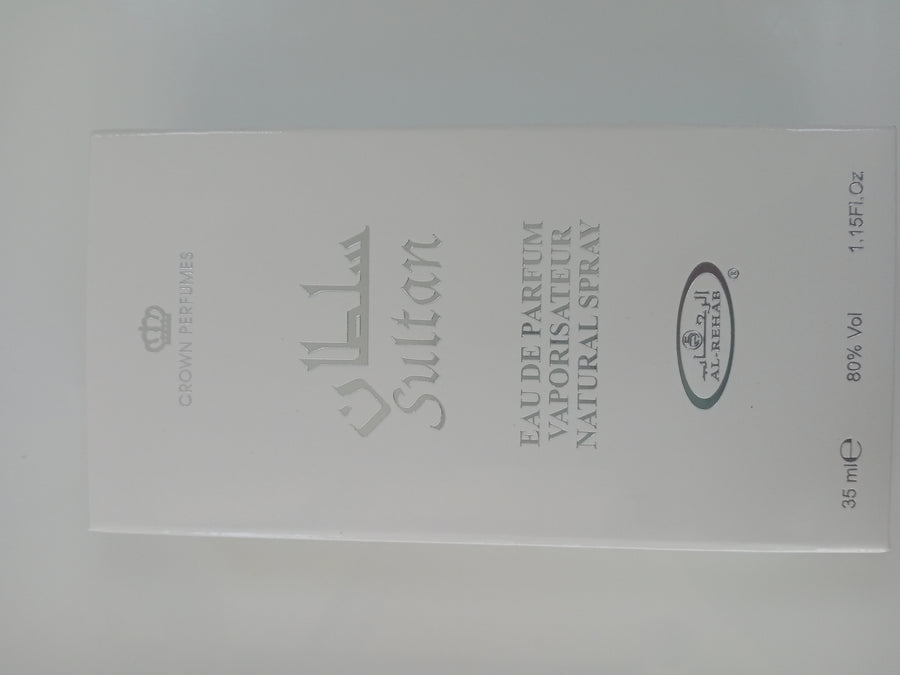 CROWN PERFUMES
سلطان
Sultan
EAU DE PARFUM
VAPORISATEUR
NATURAL SPRAY
الرحاب
AL-REHAB
®
35 ml℮ 80% Vol 1.15Fl.Oz